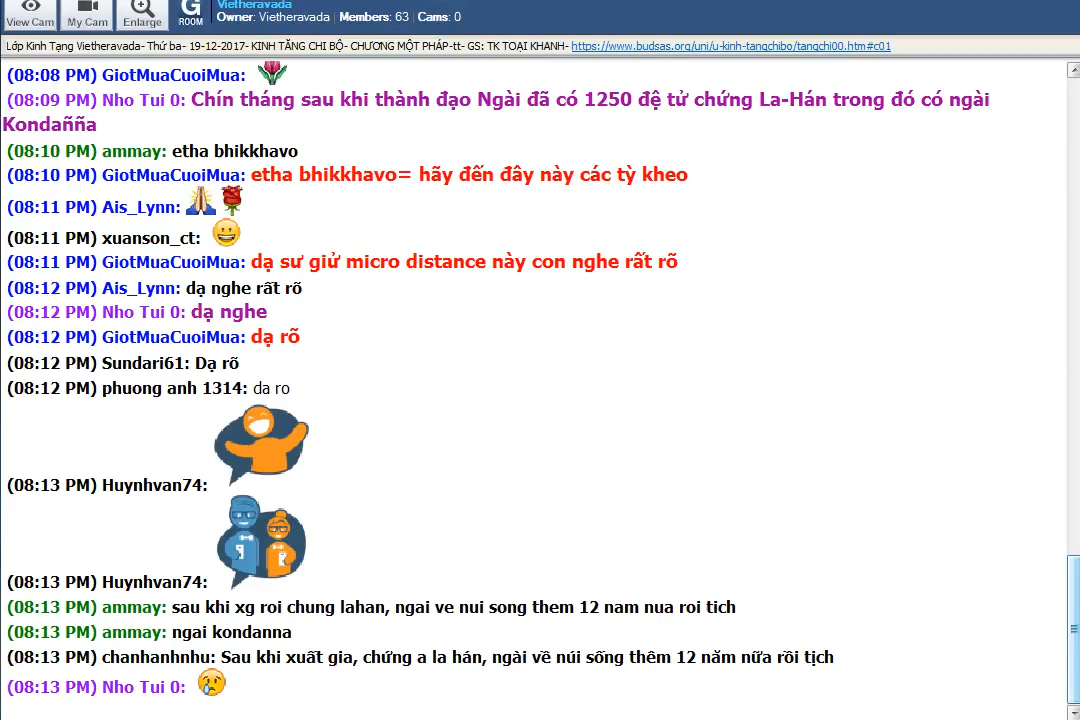 View Cam
My Cam
Enlarge
G
ROOM
Vietheravada
Owner: Vietheravada | Members: 63 | Cams: 0
Lớp Kinh Tạng Vietheravada- Thứ ba- 19-12-2017- KINH TĂNG CHI BỘ- CHƯƠNG MỘT PHÁP-tt- GS: TK TOẠI KHANH- https://www.budsas.org/uni/u-kinh-tangchibo/tangchi00.htm#c01
(08:08 PM) GiotMuaCuoiMua:
(08:09 PM) Nho Tui 0: Chín tháng sau khi thành đạo Ngài đã có 1250 đệ tử chứng La-Hán trong đó có ngài
Kondañña
(08:10 PM) ammay: etha bhikkhavo
(08:10 PM) GiotMuaCuoiMua: etha bhikkhavo= hãy đến đây này các tỳ kheo
(08:11 PM) Ais_Lynn:
(08:11 PM) xuanson_ct:
(08:11 PM) GiotMuaCuoiMua: dạ sư giử micro distance này con nghe rất rõ
(08:12 PM) Ais_Lynn: dạ nghe rất rõ
(08:12 PM) Nho Tui 0: dạ nghe
(08:12 PM) GiotMuaCuoiMua: dạ rõ
(08:12 PM) Sundari61: Dạ rõ
(08:12 PM) phuong anh 1314: da ro
(08:13 PM) Huynhvan74:
(08:13 PM) Huynhvan74:
(08:13 PM) ammay: sau khi xg roi chung lahan, ngai ve nui song them 12 nam nua roi tich
(08:13 PM) ammay: ngai kondanna
(08:13 PM) chanhanhnhu: Sau khi xuất gia, chứng a la hán, ngài về núi sống thêm 12 năm nữa rồi tịch
(08:13 PM) Nho Tui 0: